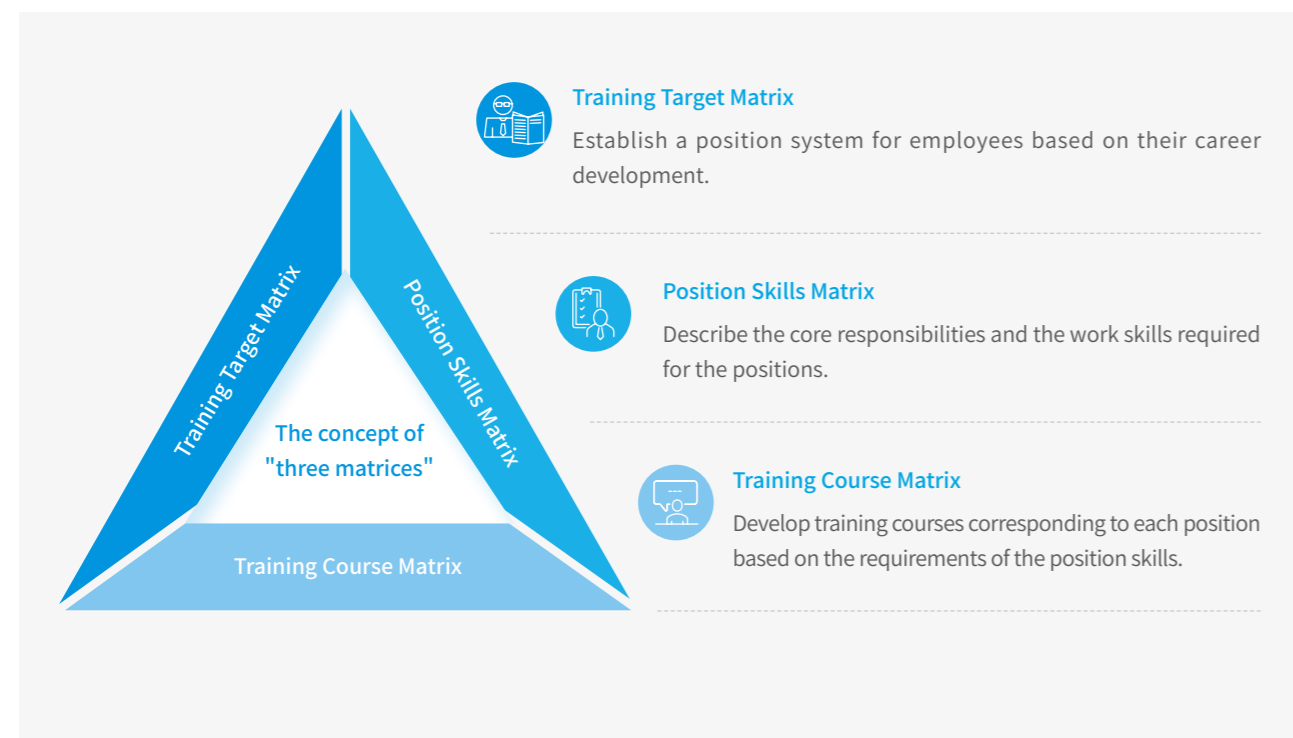 Training Target Matrix
Establish a position system for employees based on their career
development.
Training Target Matrix
Position Skills Matrix
Position Skills Matrix
Describe the core responsibilities and the work skills required
for the positions.
The concept of
"three matrices"
Training Course Matrix
Develop training courses corresponding to each position
based on the requirements of the position skills.
Training Course Matrix